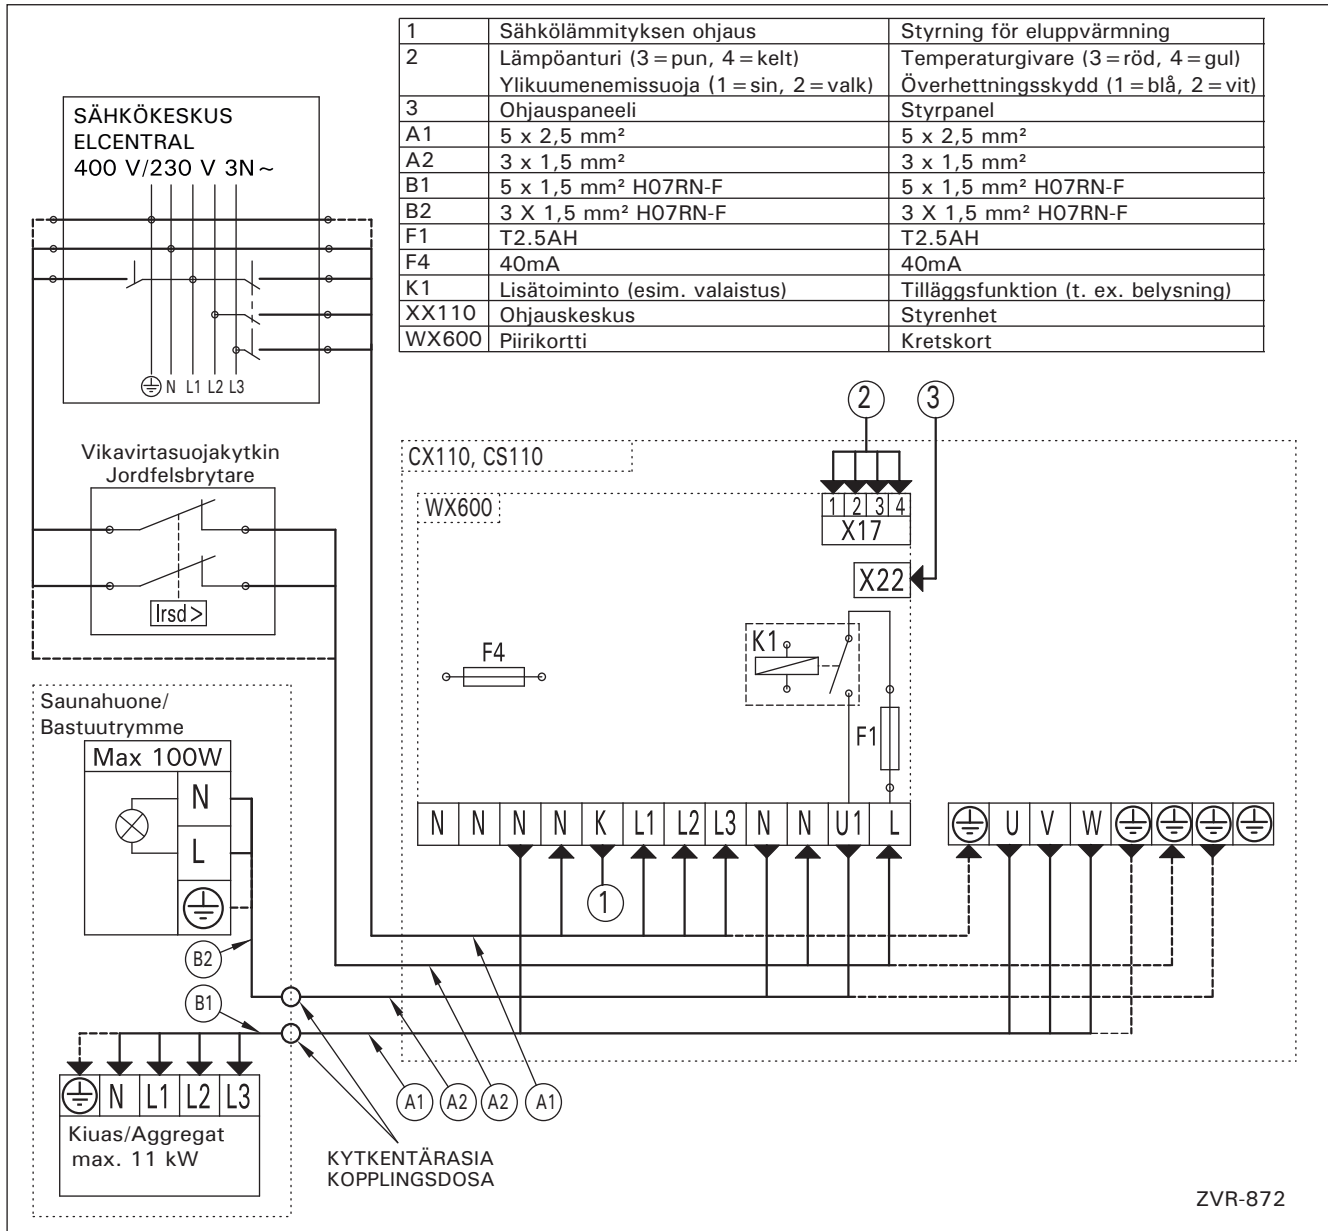 1 Sähkölämmityksen ohjaus Styrning för eluppvärmning
2 Lämpöanturi (3=pun, 4=kelt) Temperaturgivare (3=röd, 4=gul)
Ylikuumenemissuoja (1=sin, 2=valk) Överhettningsskydd (1=blå, 2=vit)
3 Ohjauspaneeli Styrpanel
A1 5 x 2,5 mm² 5 x 2,5 mm²
A2 3 x 1,5 mm² 3 x 1,5 mm²
B1 5 x 1,5 mm² H07RN-F 5 x 1,5 mm² H07RN-F
B2 3 X 1,5 mm² H07RN-F 3 X 1,5 mm² H07RN-F
F1 T2.5AH T2.5AH
F4 40mA 40mA
K1 Lisätoiminto (esim. valaistus) Tilläggsfunktion (t. ex. belysning)
XX110 Ohjauskeskus Styrenhet
WX600 Piirikortti Kretskort
SÄHKÖKESKUS
ELCENTRAL
400 V/230 V 3N~
N L1 L2 L3
Vikavirtasuojakytkin
Jordfelsbrytare
Irsd>
2 3
CX110, CS110
WX600
1 2 3 4
X17
X22
K1
F4
F1
Saunahuone/
Bastuutrymme
Max 100W
N
L
N N N N K L1 L2 L3 N N U1 L
U V W
1
B2
B1
A1 A2 A2 A1
N L1 L2 L3
Kiuas/Aggregat
max. 11 kW
KYTKENTÄRASIA
KOPPLINGSDOSA
ZVR-872